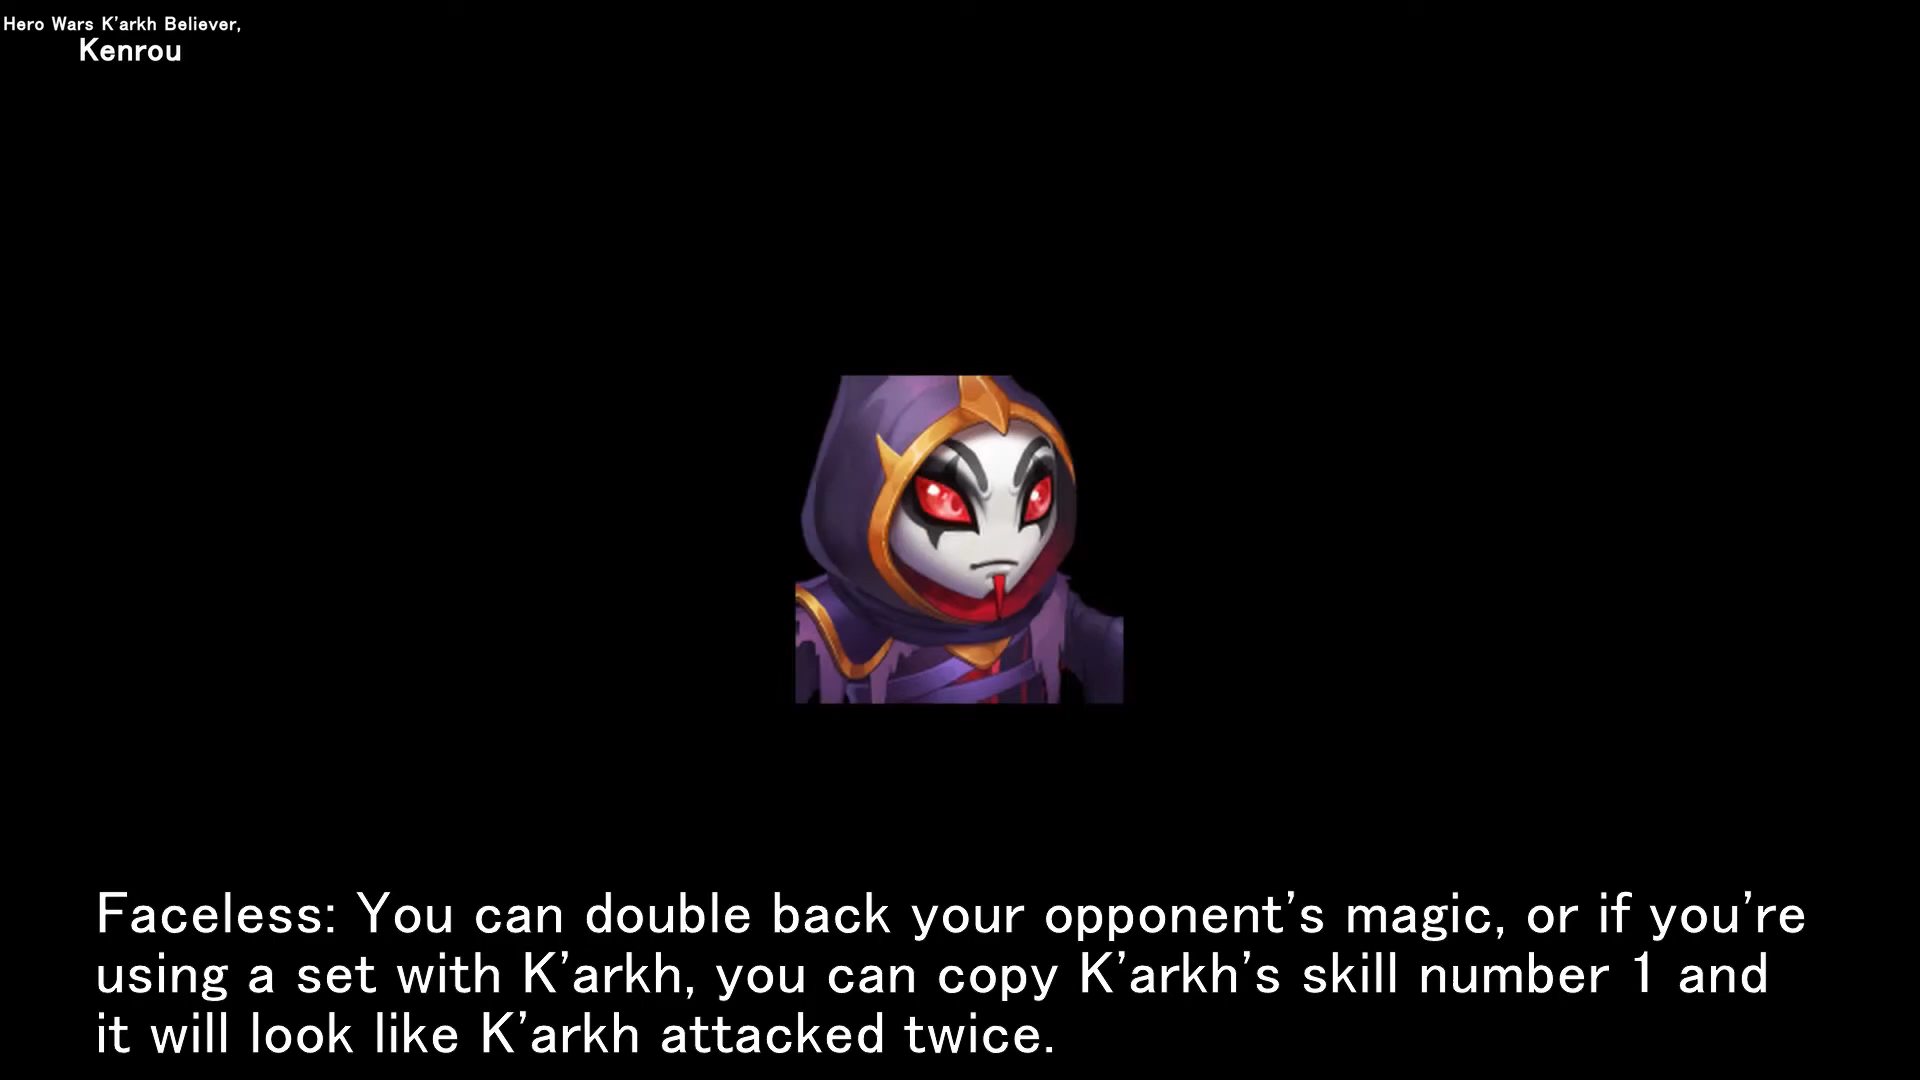 Hero Wars K'arkh Believer,
Kenrou
Faceless: You can double back your opponent's magic, or if you're
using a set with K'arkh, you can copy K'arkh's skill number 1 and
it will look like K'arkh attacked twice.